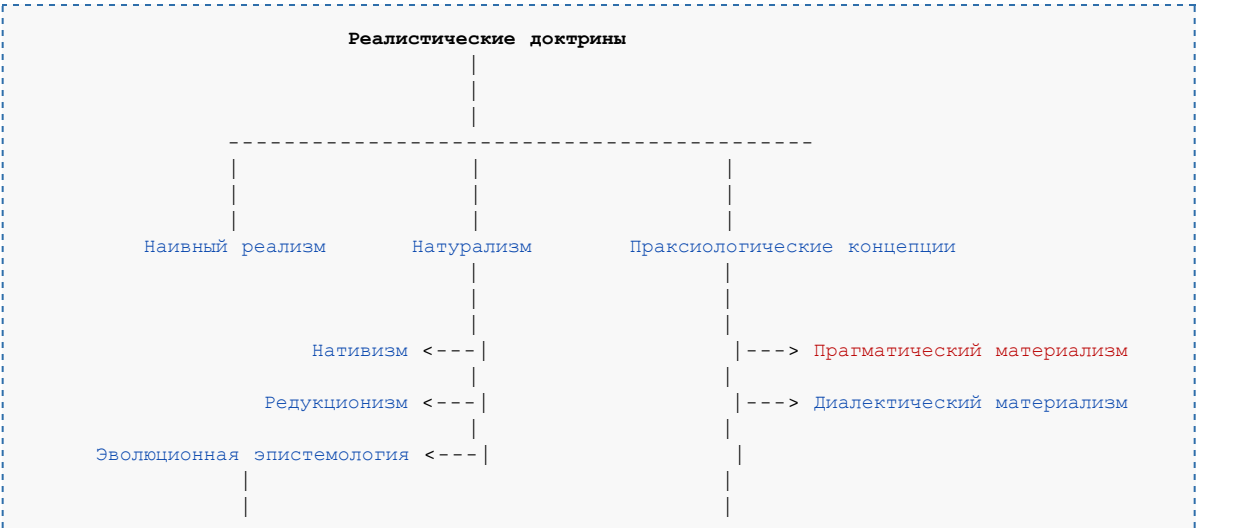 Реалистические доктрины
Наивный реализм Натурализм Праксиологические концепции
Нативизм <---| |---> Прагматический материализм
Редукционизм <---| |---> Диалектический материализм
Эволюционная эпистемология <---| |